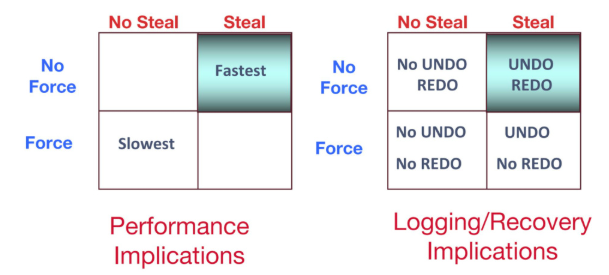 No Steal Steal
No Force
Fastest
Force
Slowest
Performance
Implications
No Steal Steal
No Force
No UNDO
REDO
UNDO
REDO
Force
No UNDO
No REDO
UNDO
No REDO
Logging/Recovery
Implications